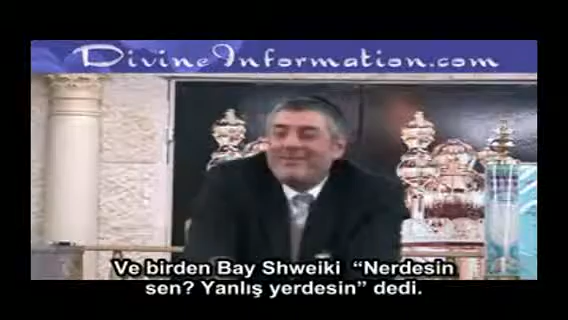 DivineInformation.com
Ve birden Bay Shweiki “Nerdesin
sen? Yanlış yerdesin” dedi.